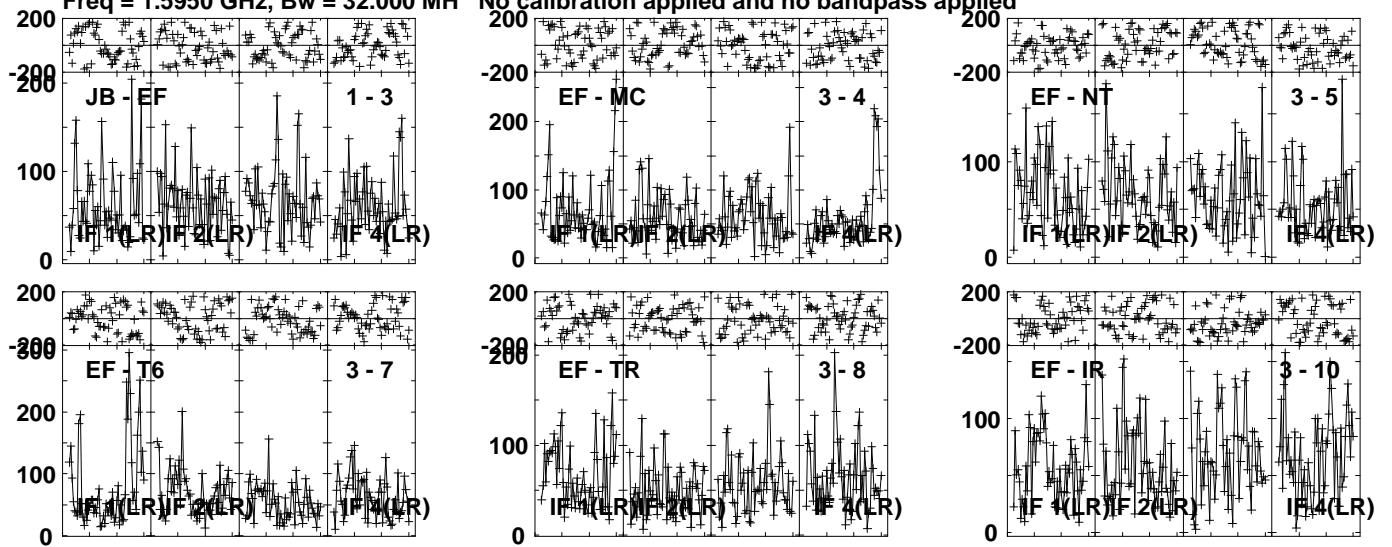 Freq = 1.5950 GHz, Bw = 32.000 MH No calibration applied and no bandpass applied
200
-200
200
JB - EF 1 - 3
100
0
IF 1(LR) IF 2(LR) IF 4(LR)
200
-200
EF - MC 3 - 4
200
100
0
IF 1(LR) IF 2(LR) IF 4(LR)
200
-200
EF - NT 3 - 5
100
0
IF 1(LR) IF 2(LR) IF 4(LR)
200
-200
300
EF - T6 3 - 7
200
100
0
IF 1(LR) IF 2(LR) IF 4(LR)
200
-200
200
EF - TR 3 - 8
100
0
IF 1(LR) IF 2(LR) IF 4(LR)
200
-200
EF - IR 3 - 10
100
0
IF 1(LR) IF 2(LR) IF 4(LR)